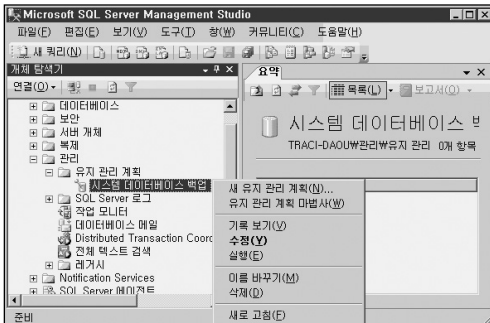 Microsoft SQL Server Management Studio
파일(F) 편집(E) 보기(V) 도구(T) 창(W) 커뮤니티(C) 도움말(H)
새 쿼리(N)
개체 탐색기
연결(O)
데이터베이스
보안
서버 개체
복제
관리
유지 관리 계획
시스템 데이터베이스 백업
SQL Server 로그
작업 모니터
데이터베이스 메일
Distributed Transaction Coord
전체 텍스트 검색
레거시
Notification Services
SQL Server 에이전트
요약
목록(L) 보고서(O)
시스템 데이터베이스
TRACI-DAOU₩관리₩유지 관리 0개 항목
새 유지 관리 계획(N)...
유지 관리 계획 마법사(W)
기록 보기(V)
수정(Y)
실행(E)
이름 바꾸기(M)
삭제(D)
새로 고침(F)
준비